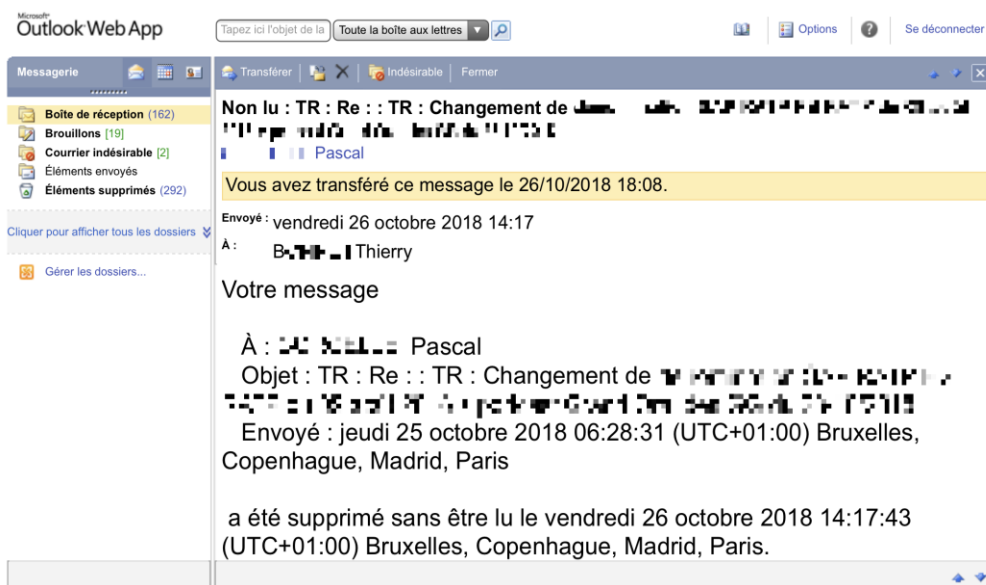 Microsoft®
Outlook Web App
Tapez ici l'objet de la
Toute la boîte aux lettres
Options
Se déconnecter
Messagerie
Transférer
Indésirable
Fermer
Boîte de réception (162)
Brouillons [19]
Courrier indésirable [2]
Éléments envoyés
Éléments supprimés (292)
Cliquer pour afficher tous les dossiers
Gérer les dossiers...
Non lu : TR : Re : : TR : Changement de
Pascal
Vous avez transféré ce message le 26/10/2018 18:08.
Envoyé : vendredi 26 octobre 2018 14:17
À : Thierry
Votre message
À : Pascal
Objet : TR : Re : : TR : Changement de
Envoyé : jeudi 25 octobre 2018 06:28:31 (UTC+01:00) Bruxelles,
Copenhague, Madrid, Paris
a été supprimé sans être lu le vendredi 26 octobre 2018 14:17:43
(UTC+01:00) Bruxelles, Copenhague, Madrid, Paris.